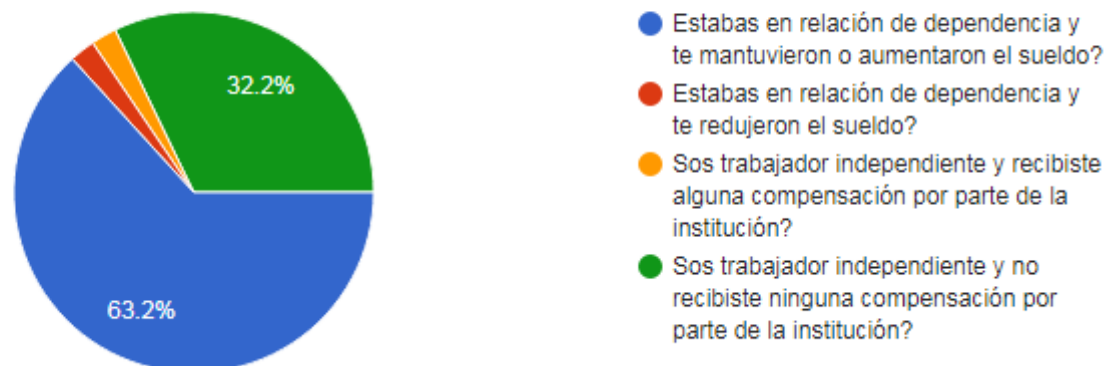 32.2%
63.2%
Estabas en relación de dependencia y
te mantuvieron o aumentaron el sueldo?
Estabas en relación de dependencia y
te redujeron el sueldo?
Sos trabajador independiente y recibiste
alguna compensación por parte de la
institución?
Sos trabajador independiente y no
recibiste ninguna compensación por
parte de la institución?